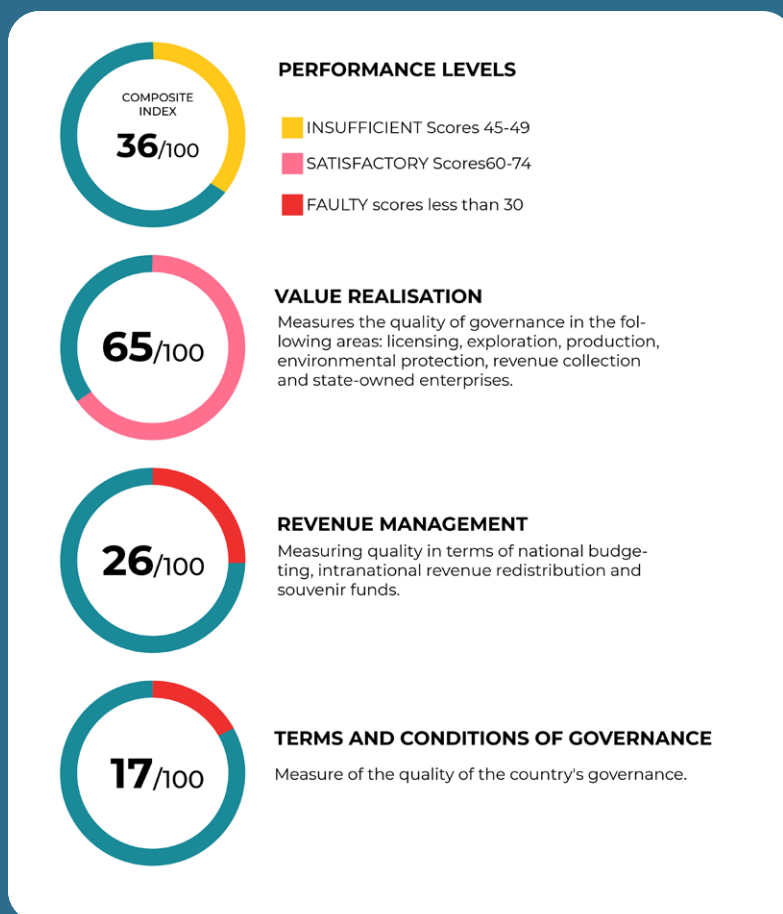 COMPOSITE
INDEX
36/100
PERFORMANCE LEVELS
INSUFFICIENT Scores 45-49
SATISFACTORY Scores60-74
FAULTY scores less than 30
65/100
VALUE REALISATION
Measures the quality of governance in the fol-
lowing areas: licensing, exploration, production,
environmental protection, revenue collection
and state-owned enterprises.
26/100
REVENUE MANAGEMENT
Measuring quality in terms of national budge-
ting, intranational revenue redistribution and
souvenir funds.
17/100
TERMS AND CONDITIONS OF GOVERNANCE
Measure of the quality of the country's governance.